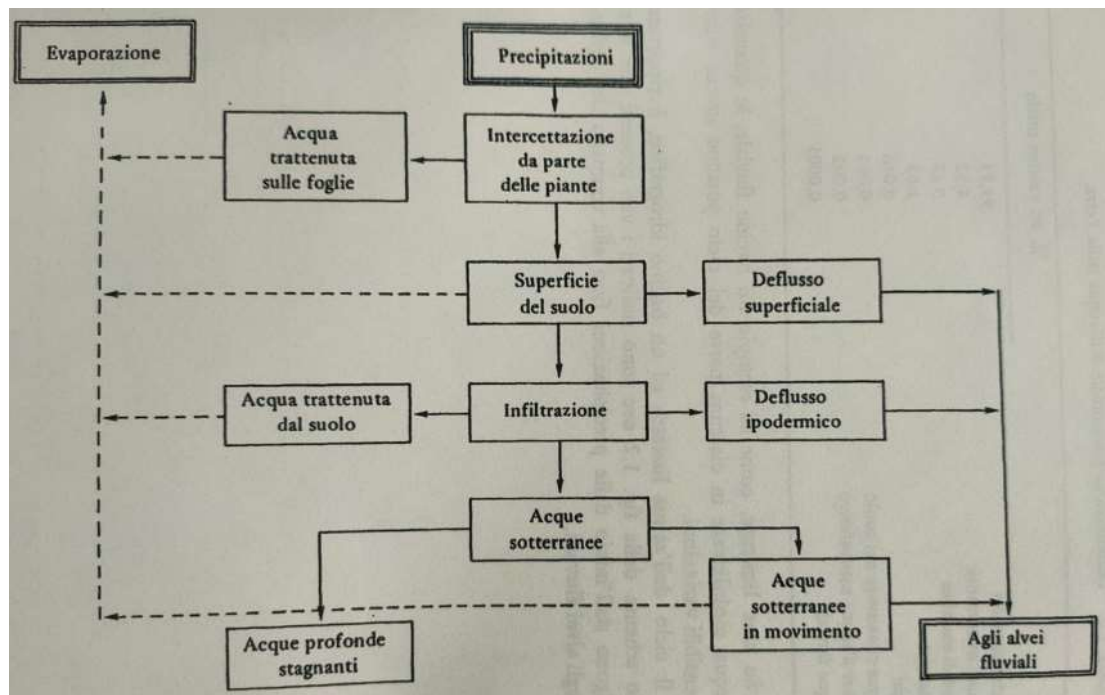 Evaporazione
Precipitazioni
Acqua
trattenuta
sulle foglie
Intercettazione
da parte
delle piante
Superficie
del suolo
Deflusso
superficiale
Acqua trattenuta
dal suolo
Infiltrazione
Deflusso
ipodermico
Acque
sotterranee
Acque
sotterranee
in movimento
Acque profonde
stagnanti
Agli alvei
fluviali